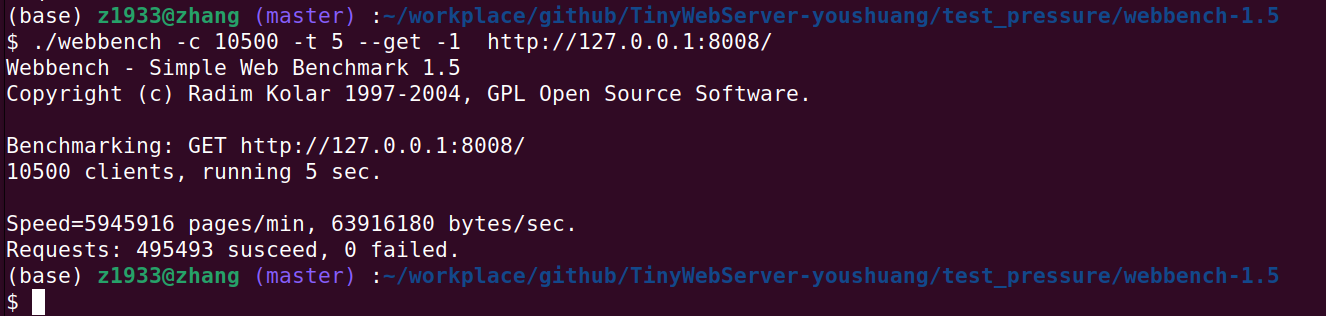 (base) z1933@zhang (master) :~/workplace/github/TinyWebServer-youshuang/test_pressure/webbench-1.5
$ ./webbench -c 10500 -t 5 --get -1  http://127.0.0.1:8008/
Webbench - Simple Web Benchmark 1.5
Copyright (c) Radim Kolar 1997-2004, GPL Open Source Software.

Benchmarking: GET http://127.0.0.1:8008/
10500 clients, running 5 sec.

Speed=5945916 pages/min, 63916180 bytes/sec.
Requests: 495493 susceed, 0 failed.
(base) z1933@zhang (master) :~/workplace/github/TinyWebServer-youshuang/test_pressure/webbench-1.5
$